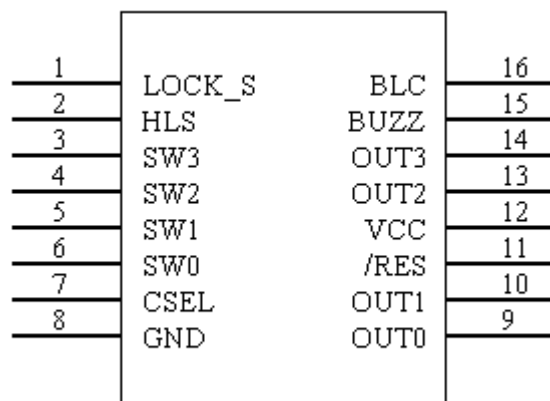 1 LOCK_S BLC 16
2 HLS BUZZ 15
3 SW3 OUT3 14
4 SW2 OUT2 13
5 SW1 VCC 12
6 SW0 /RES 11
7 CSEL OUT1 10
8 GND OUT0 9